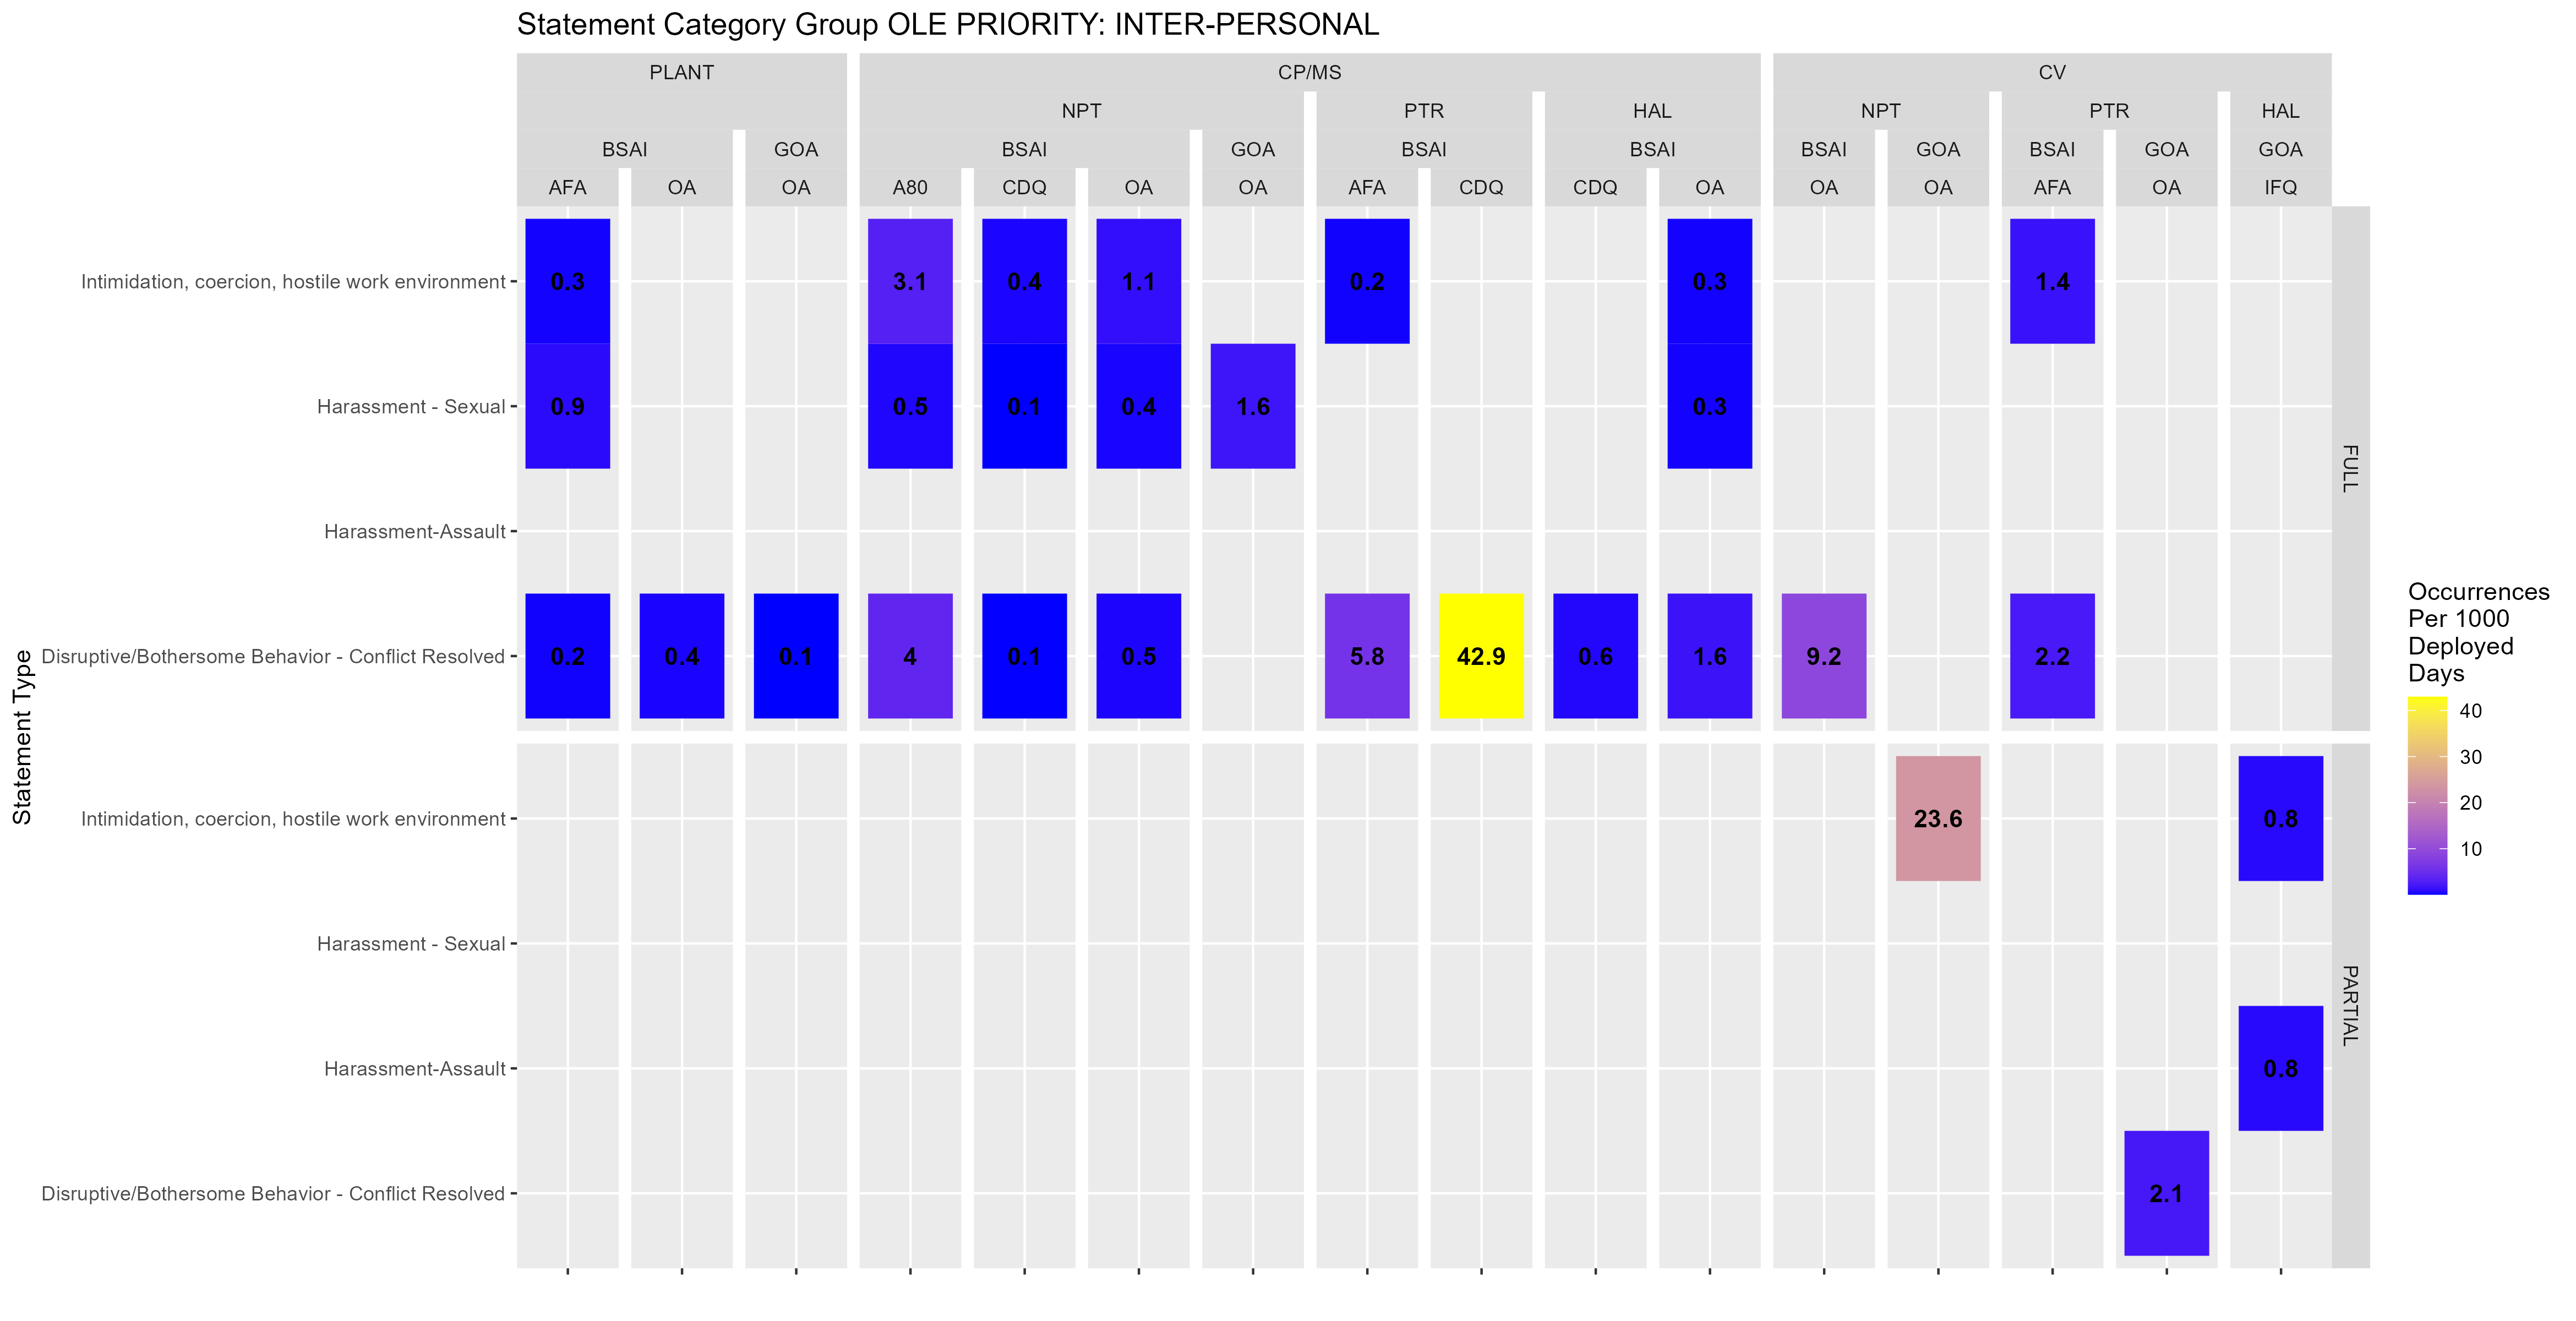 Statement Category Group OLE PRIORITY: INTER-PERSONAL
PLANT CP/MS CV
NPT PTR HAL NPT PTR HAL
BSAI GOA BSAI GOA BSAI BSAI BSAI GOA BSAI GOA GOA
AFA OA OA A80 CDQ OA OA AFA CDQ CDQ OA OA OA AFA OA IFQ
Intimidation, coercion, hostile work environment 0.3 3.1 0.4 1.1 0.2 0.3 1.4
Harassment - Sexual 0.9 0.5 0.1 0.4 1.6 0.3
Harassment-Assault
Disruptive/Bothersome Behavior - Conflict Resolved 0.2 0.4 0.1 4 0.1 0.5 5.8 42.9 0.6 1.6 9.2 2.2
FULL
Intimidation, coercion, hostile work environment 23.6 0.8
Harassment - Sexual
Harassment-Assault 0.8
Disruptive/Bothersome Behavior - Conflict Resolved 2.1
PARTIAL
Statement Type
Occurrences
Per 1000
Deployed
Days
40
30
20
10